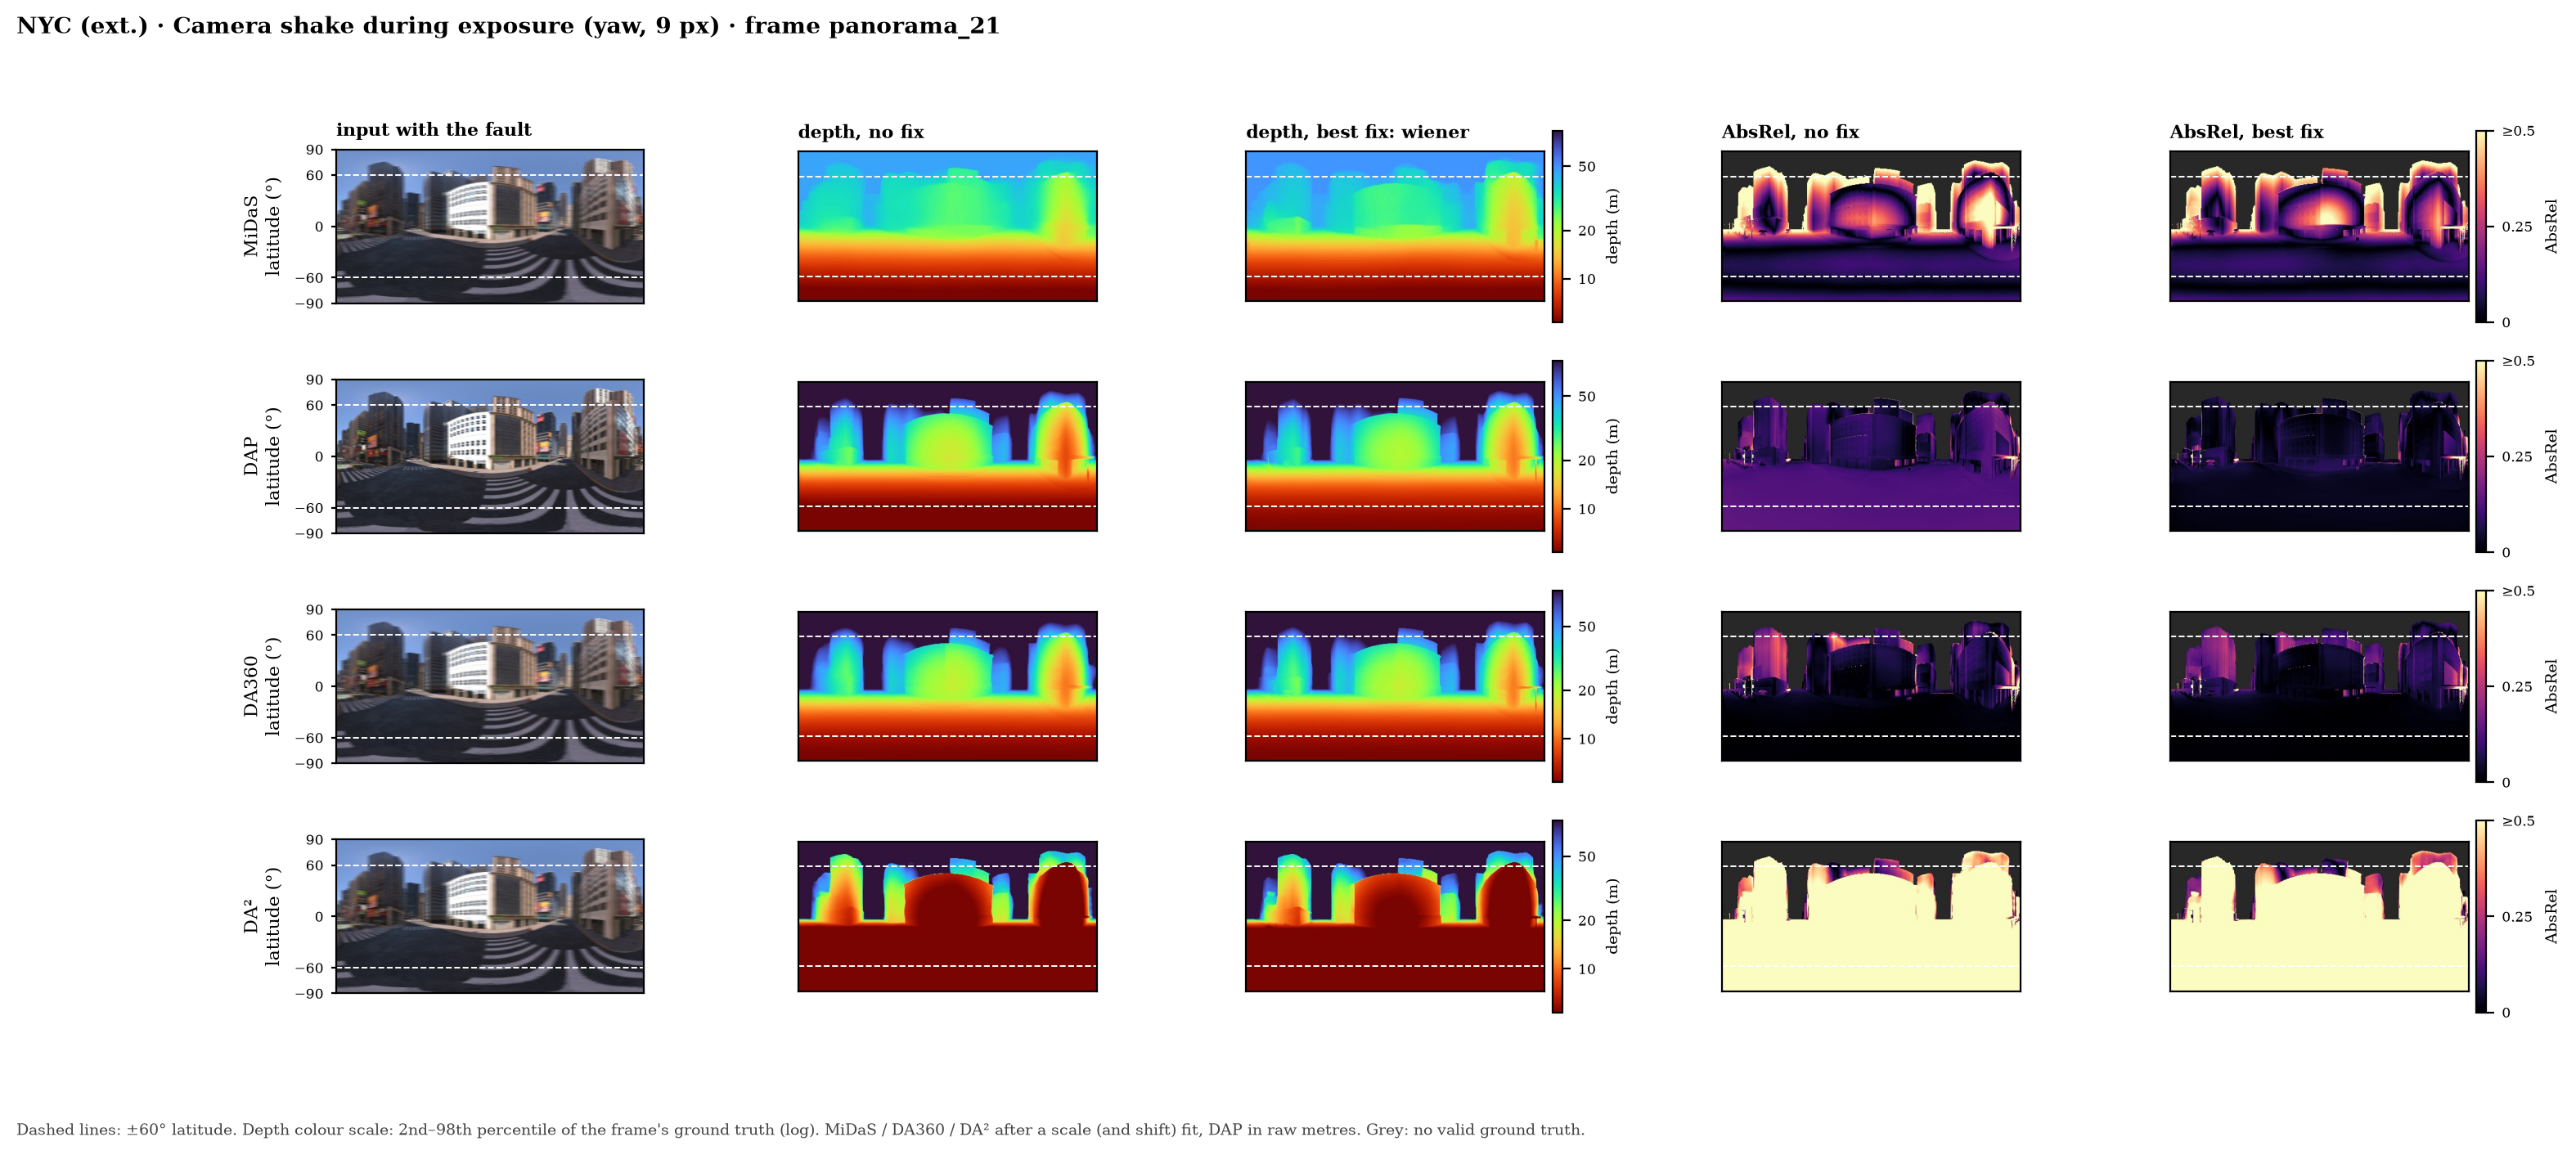 NYC (ext.) · Camera shake during exposure (yaw, 9 px) · frame panorama_21
input with the fault
depth, no fix
depth, best fix: wiener
AbsRel, no fix
AbsRel, best fix
MiDaS
latitude (°)
90
60
0
−60
−90
50
20
10
depth (m)
≥0.5
0.25
0
AbsRel
DAP
latitude (°)
90
60
0
−60
−90
50
20
10
depth (m)
≥0.5
0.25
0
AbsRel
DA360
latitude (°)
90
60
0
−60
−90
50
20
10
depth (m)
≥0.5
0.25
0
AbsRel
DA²
latitude (°)
90
60
0
−60
−90
50
20
10
depth (m)
≥0.5
0.25
0
AbsRel
Dashed lines: ±60° latitude. Depth colour scale: 2nd–98th percentile of the frame's ground truth (log). MiDaS / DA360 / DA² after a scale (and shift) fit, DAP in raw metres. Grey: no valid ground truth.